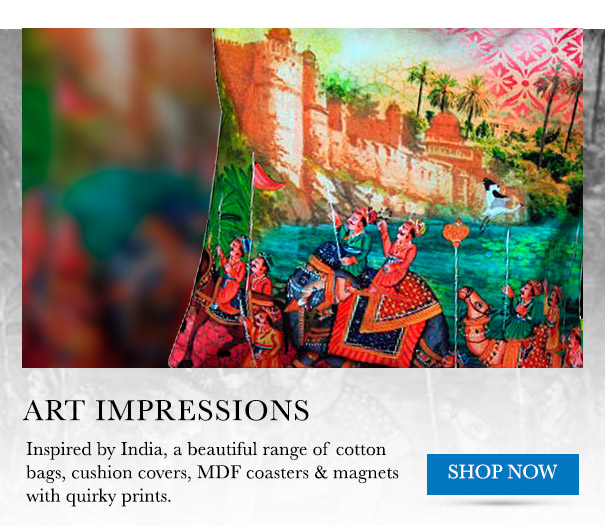 ART IMPRESSIONS
Inspired by India, a beautiful range of cotton
bags, cushion covers, MDF coasters & magnets
with quirky prints.
SHOP NOW